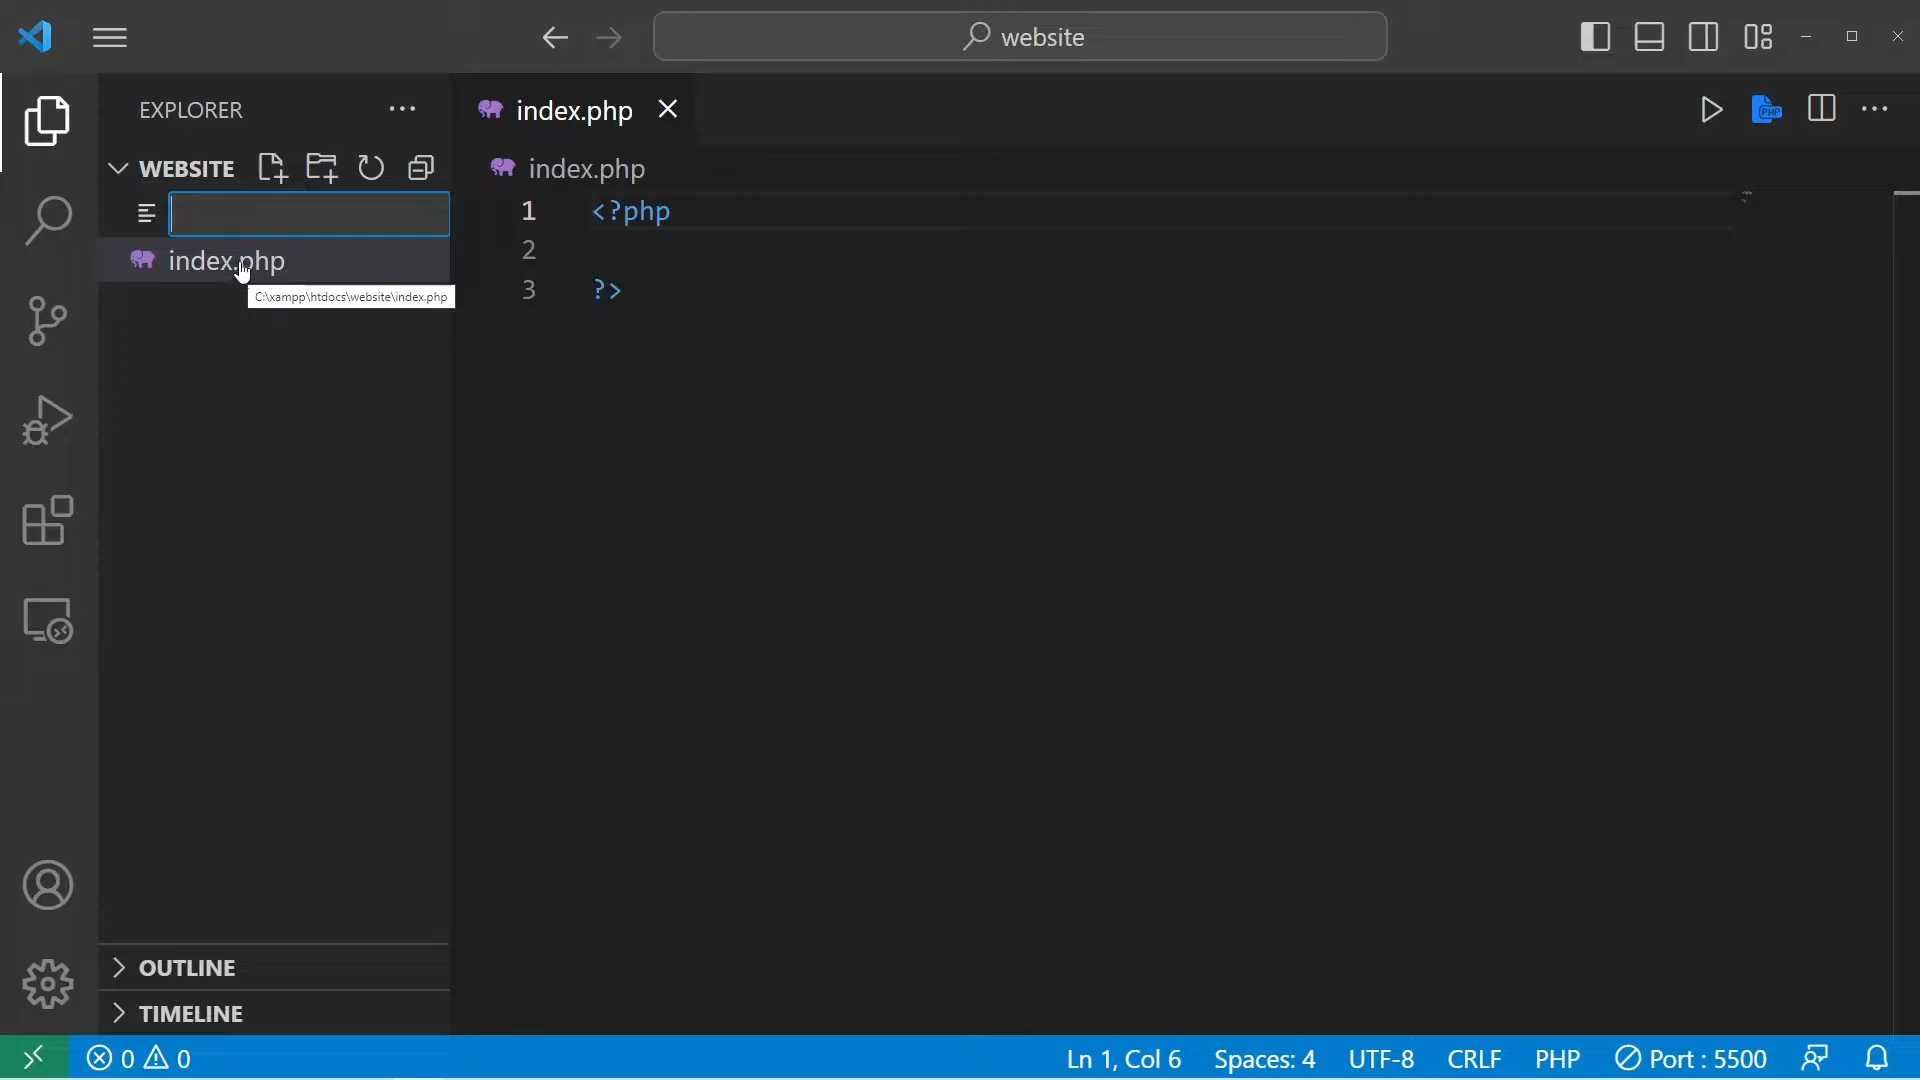 website
EXPLORER
index.php
WEBSITE
index.php
index.php
C:\xampp\htdocs\website\index.php
1 <?php
2
3 ?>
OUTLINE
TIMELINE
0 0 Ln 1, Col 6 Spaces: 4 UTF-8 CRLF PHP Port : 5500
PHP